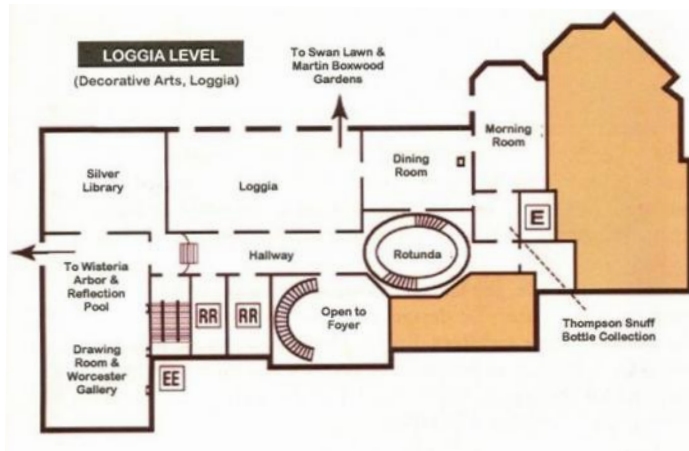 LOGGIA LEVEL
(Decorative Arts, Loggia)
To Swan Lawn &
Martin Boxwood
Gardens
Morning
Room
Silver
Library
Loggia
Dining
Room
E
Hallway
Rotunda
To Wisteria
Arbor &
Reflection
Pool
RR
RR
Open to
Foyer
Thompson Snuff
Bottle Collection
Drawing
Room &
Worcester
Gallery
EE